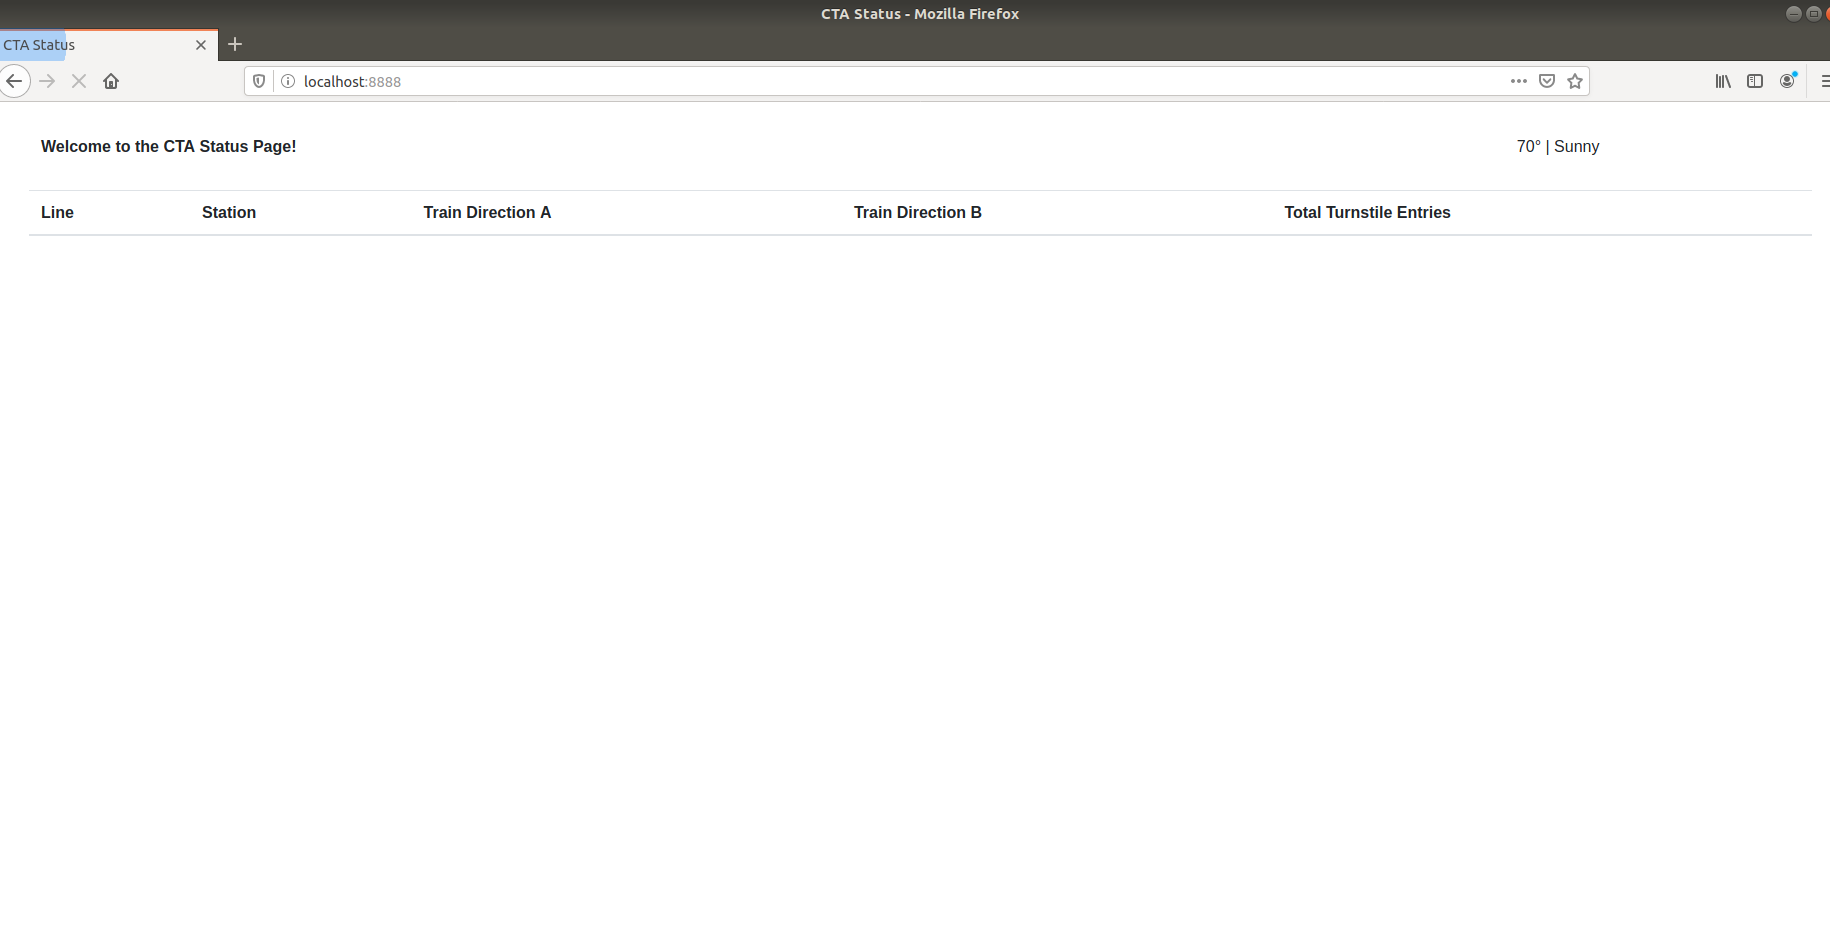 CTA Status - Mozilla Firefox
CTA Status
localhost:8888
Welcome to the CTA Status Page! 70° | Sunny
Line Station Train Direction A Train Direction B Total Turnstile Entries